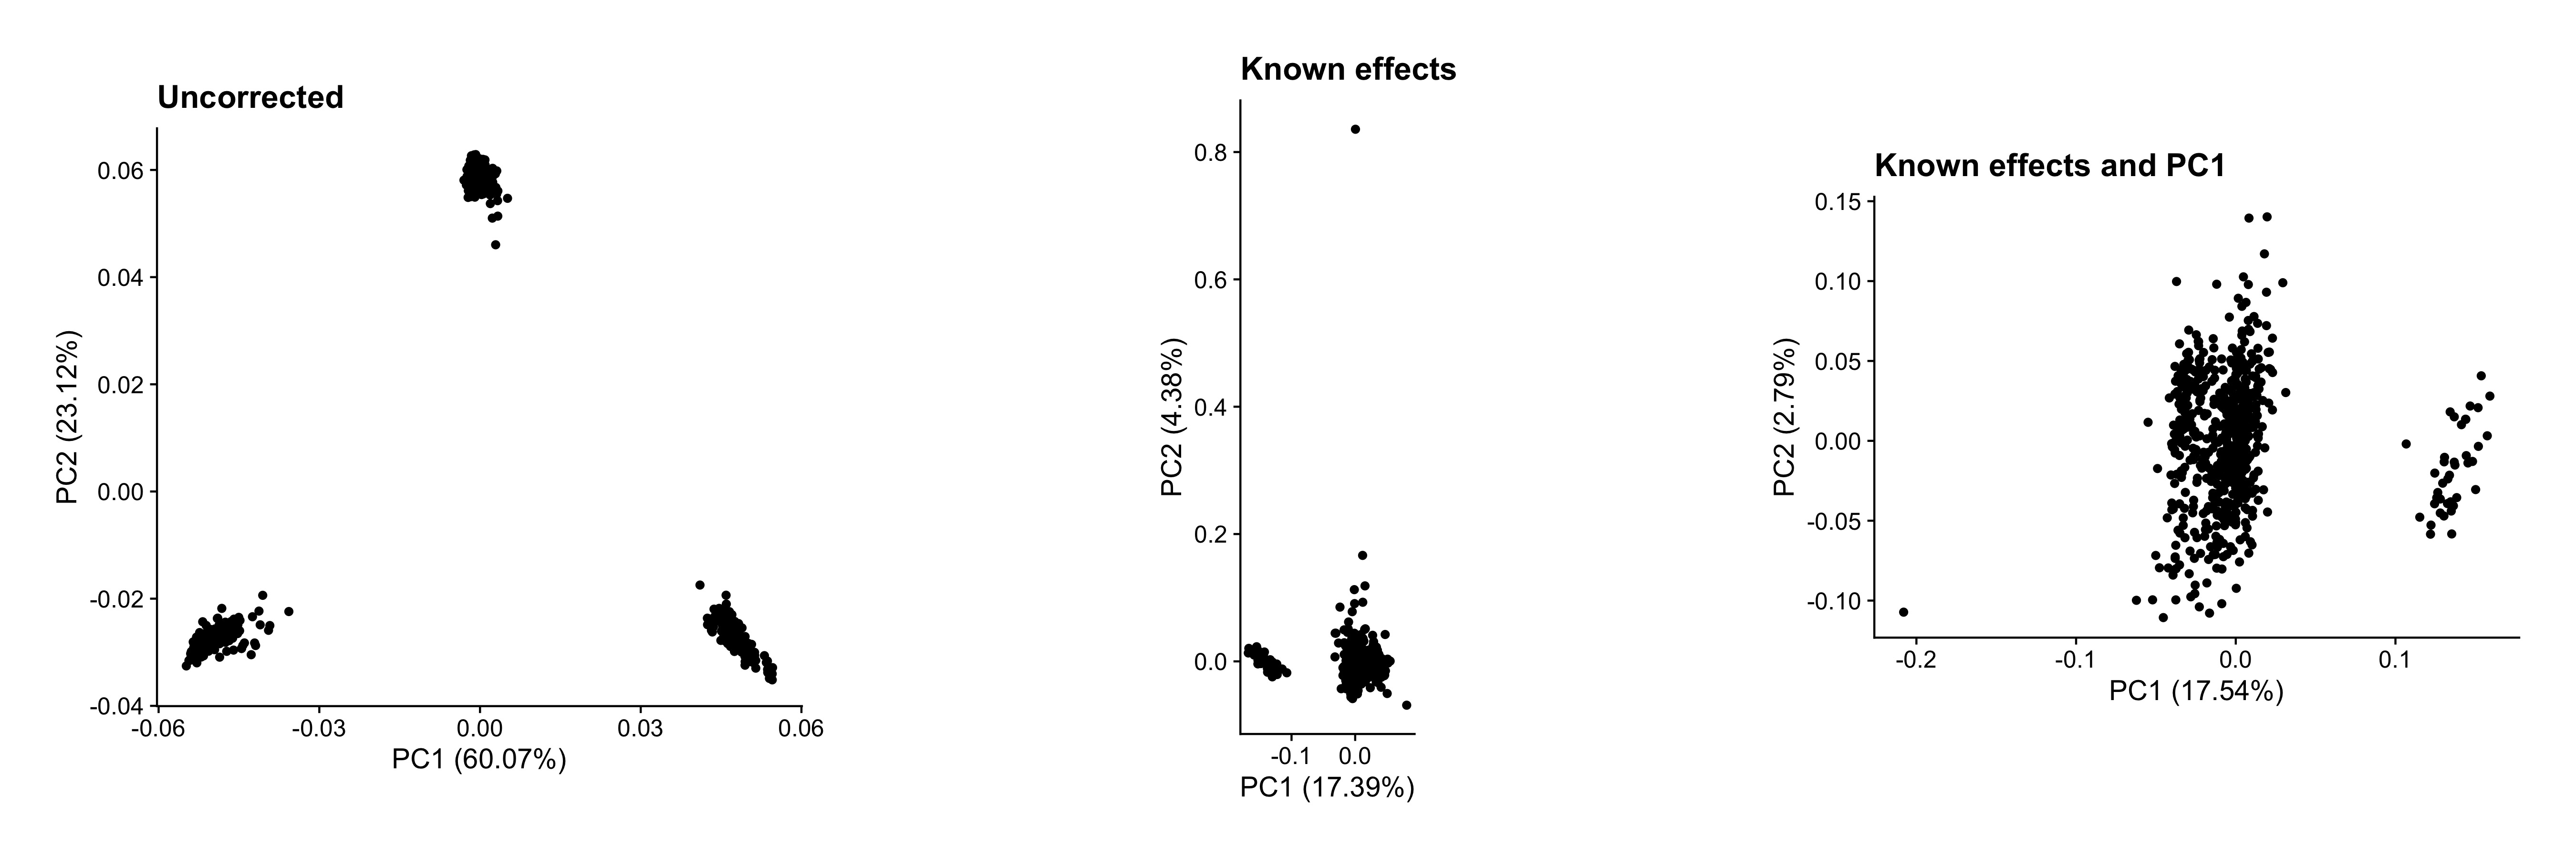 Uncorrected
0.06
0.04
0.02
0.00
-0.02
-0.04
PC2 (23.12%)
-0.06 -0.03 0.00 0.03 0.06
PC1 (60.07%)
Known effects
0.8
0.6
0.4
0.2
0.0
PC2 (4.38%)
-0.1 0.0
PC1 (17.39%)
Known effects and PC1
0.15
0.10
0.05
0.00
-0.05
-0.10
PC2 (2.79%)
-0.2 -0.1 0.0 0.1
PC1 (17.54%)